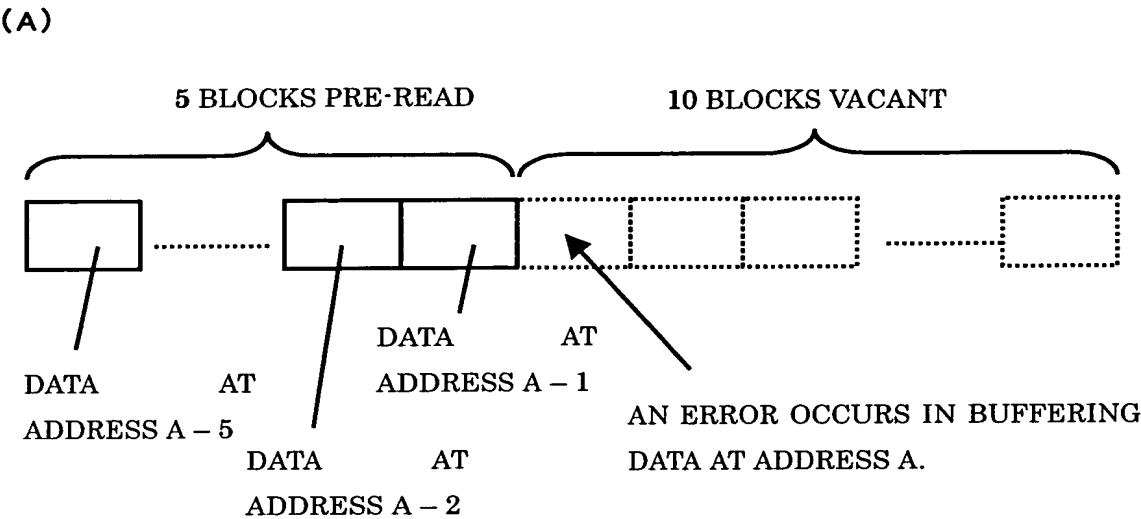 (A)
5 BLOCKS PRE-READ
10 BLOCKS VACANT
DATA AT
ADDRESS A – 5
DATA AT
ADDRESS A – 2
DATA AT
ADDRESS A – 1
AN ERROR OCCURS IN BUFFERING
DATA AT ADDRESS A.